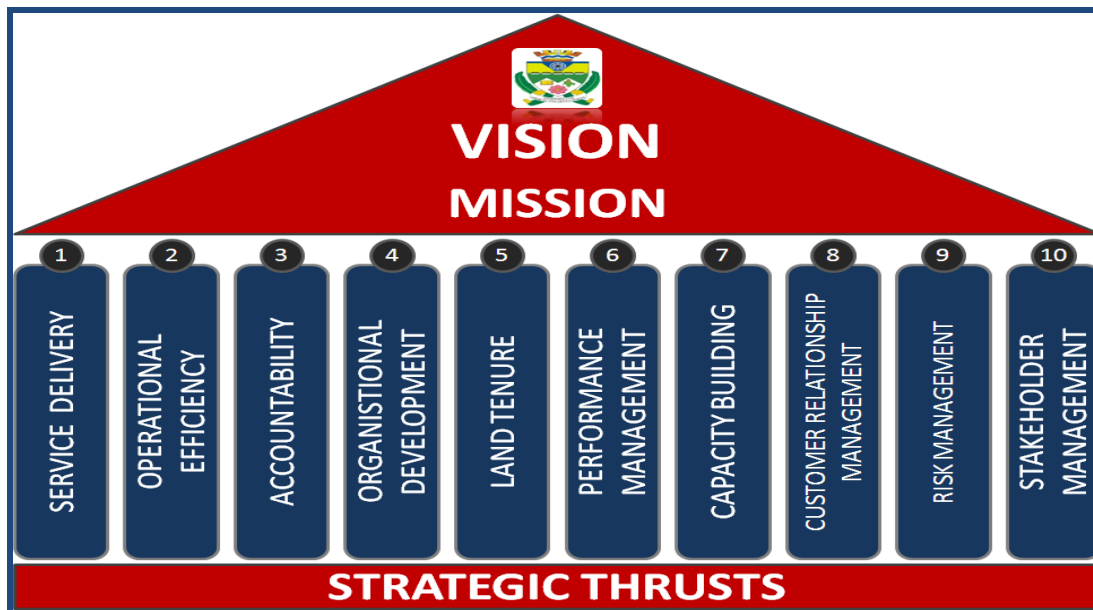 VISION
MISSION
1
SERVICE DELIVERY
2
OPERATIONAL
EFFICIENCY
3
ACCOUNTABILITY
4
ORGANISTIONAL
DEVELOPMENT
5
LAND TENURE
6
PERFORMANCE
MANAGEMENT
7
CAPACITY BUILDING
8
CUSTOMER RELATIONSHIP
MANAGEMENT
9
RISK MANAGEMENT
10
STAKEHOLDER
MANAGEMENT
STRATEGIC THRUSTS